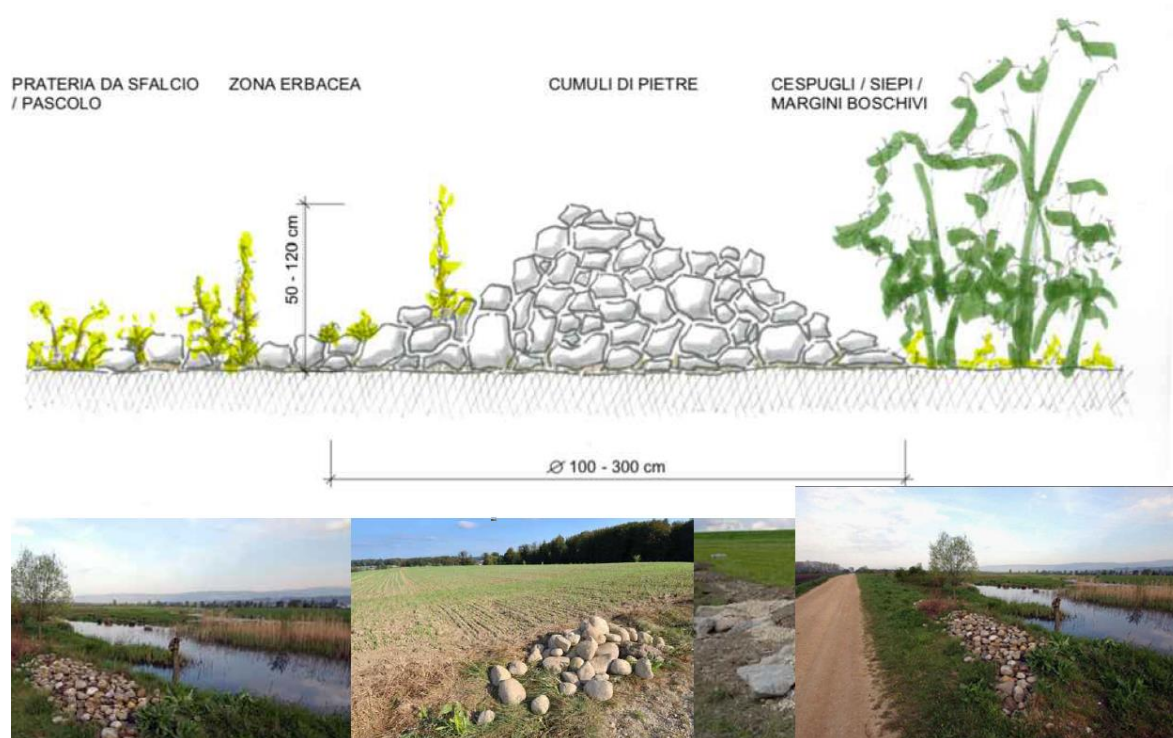 PRATERIA DA SFALCIO
/ PASCOLO
ZONA ERBACEA
CUMULI DI PIETRE
CESPUGLI / SIEPI /
MARGINI BOSCHIVI
50 - 120 cm
Ø 100 - 300 cm